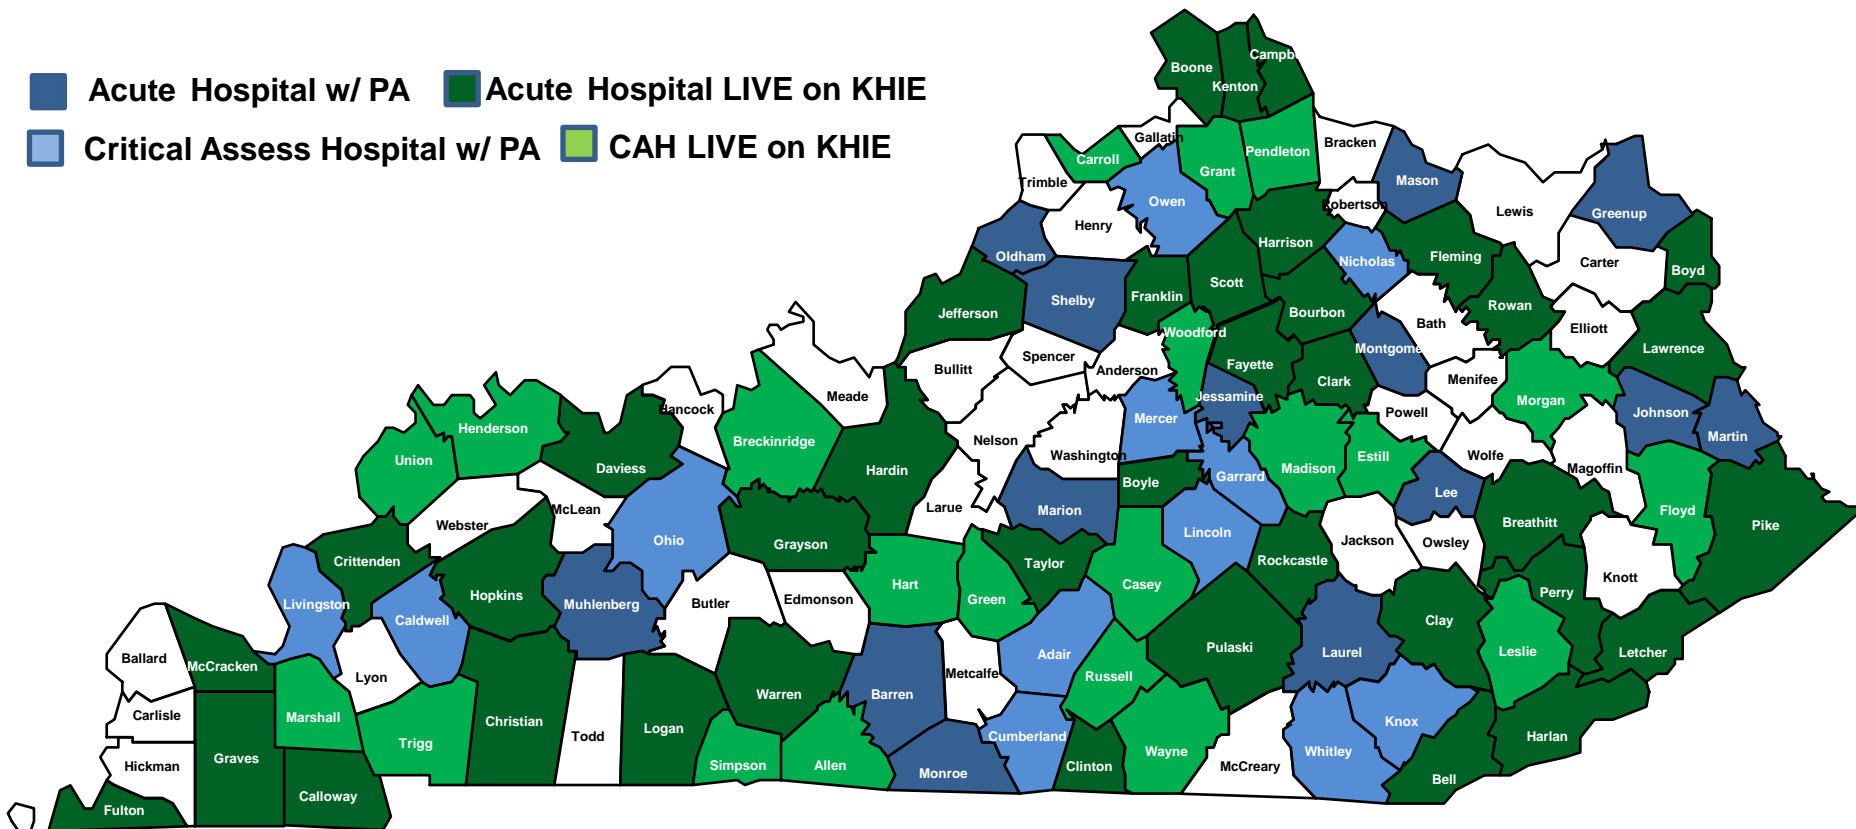 Acute Hospital w/ PA
Acute Hospital LIVE on KHIE
Critical Assess Hospital w/ PA
CAH LIVE on KHIE
Boone
Kenton
Campb
Gallatin
Carroll
Trimble
Grant
Pendleton
Bracken
Mason
Robertson
Lewis
Greenup
Owen
Henry
Oldham
Harrison
Nicholas
Fleming
Carter
Boyd
Shelby
Franklin
Scott
Bourbon
Rowan
Elliott
Jefferson
Woodford
Bath
Lawrence
Spencer
Anderson
Fayette
Montgome
Bullitt
Clark
Menifee
Meade
Jessamine
Powell
Morgan
Johnson
Martin
Hancock
Henderson
Breckinridge
Nelson
Mercer
Washington
Wolfe
Magoffin
Union
Daviess
Hardin
Madison
Estill
Garrard
Boyle
Lee
Webster
McLean
Larue
Marion
Floyd
Pike
Breathitt
Ohio
Grayson
Lincoln
Jackson
Owsley
Crittenden
Taylor
Rockcastle
Knott
Hopkins
Hart
Green
Casey
Perry
Livingston
Caldwell
Muhlenberg
Butler
Edmonson
Clay
Ballard
McCracken
Lyon
Adair
Pulaski
Laurel
Leslie
Letcher
Metcalfe
Russell
Carlisle
Marshall
Trigg
Christian
Todd
Logan
Warren
Barren
Knox
Harlan
Hickman
Graves
Cumberland
Wayne
Whitley
Simpson
Allen
Monroe
Clinton
McCreary
Bell
Fulton
Calloway